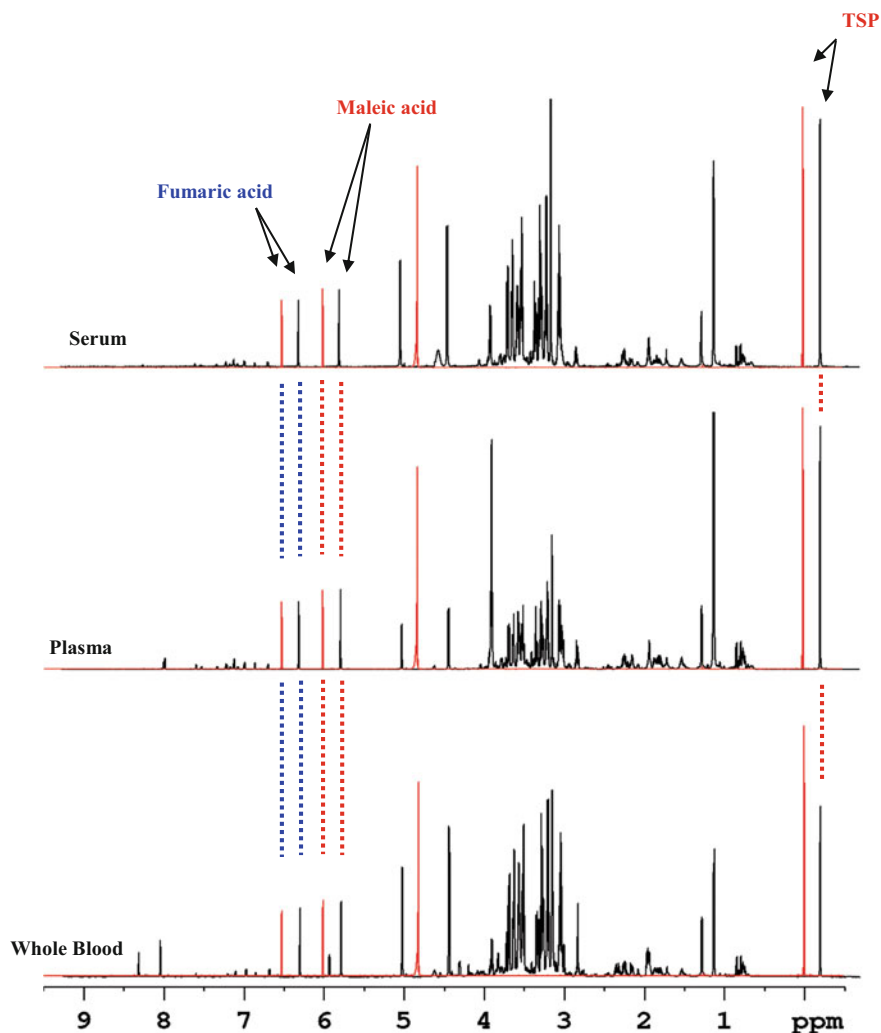 TSP
Maleic acid
Fumaric acid
Serum
Plasma
Whole Blood
9 8 7 6 5 4 3 2 1 ppm